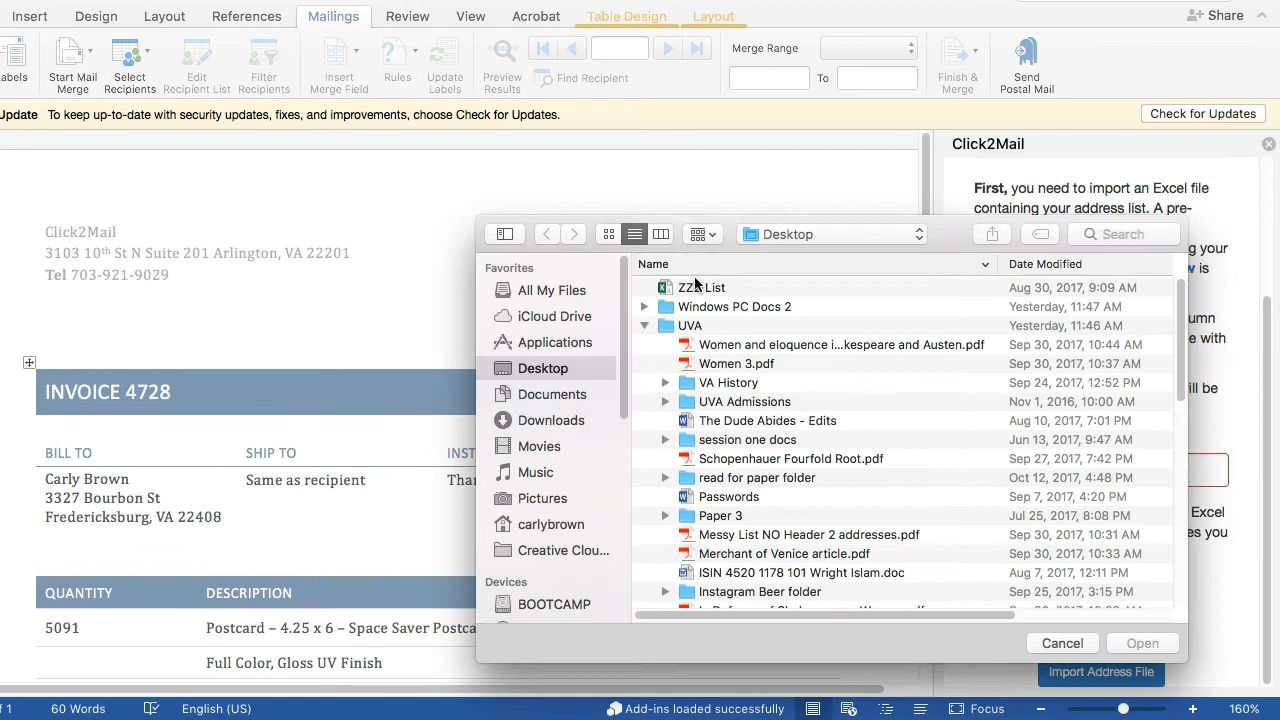 Insert Design Layout References Mailings Review View Acrobat Table Design Layout Share
Labels
Start Mail Merge
Select Recipients
Edit Recipient List
Filter Recipients
Insert Merge Field
Rules
Update Labels
Preview Results
Find Recipient
Merge Range
To
Finish & Merge
Send Postal Mail
Update To keep up-to-date with security updates, fixes, and improvements, choose Check for Updates. Check for Updates
Click2Mail
3103 10th St N Suite 201 Arlington, VA 22201
Tel 703-921-9029
INVOICE 4728
BILL TO SHIP TO INST
Carly Brown Same as recipient
3327 Bourbon St
Fredericksburg, VA 22408
QUANTITY DESCRIPTION
5091 Postcard – 4.25 x 6 – Space Saver Postca
Full Color, Gloss UV Finish
Desktop
Search
Favorites
All My Files
iCloud Drive
Applications
Desktop
Documents
Downloads
Movies
Music
Pictures
carlybrown
Creative Clou...
Devices
BOOTCAMP
Name Date Modified
List Aug 30, 2017, 9:09 AM
Windows PC Docs 2 Yesterday, 11:47 AM
UVA Yesterday, 11:46 AM
Women and eloquence i...kespeare and Austen.pdf Sep 30, 2017, 10:44 AM
Women 3.pdf Sep 30, 2017, 10:37 AM
VA History Sep 24, 2017, 12:52 PM
UVA Admissions Nov 1, 2016, 10:00 AM
The Dude Abides - Edits Aug 10, 2017, 7:01 PM
session one docs Jun 13, 2017, 9:47 AM
Schopenhauer Fourfold Root.pdf Sep 27, 2017, 7:42 PM
read for paper folder Oct 12, 2017, 4:48 PM
Passwords Sep 7, 2017, 4:20 PM
Paper 3 Jul 25, 2017, 8:08 PM
Messy List NO Header 2 addresses.pdf Sep 30, 2017, 10:31 AM
Merchant of Venice article.pdf Sep 30, 2017, 10:33 AM
ISIN 4520 1178 101 Wright Islam.doc Aug 7, 2017, 12:11 PM
Instagram Beer folder Sep 25, 2017, 3:15 PM
Cancel Open
Click2Mail
First, you need to import an Excel file
containing your address list. A pre-
g your
is
umn
e with
ill be
Excel
es you
Import Address File
f 1 60 Words English (US) Add-ins loaded successfully Focus 160%